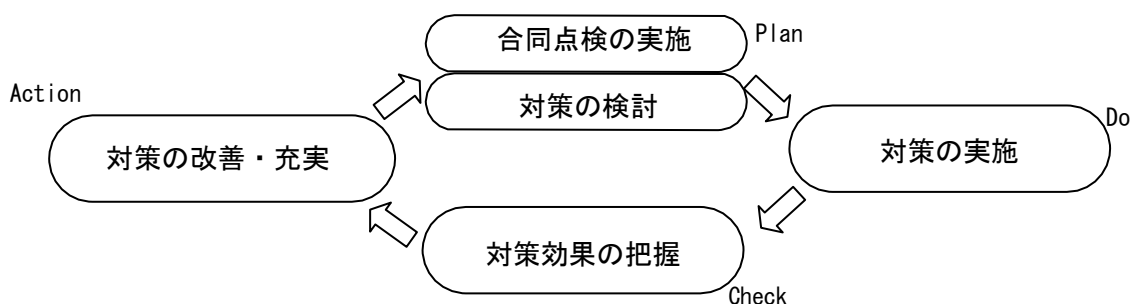 合同点検の実施
Plan
対策の検討
Action
対策の改善・充実
対策の実施
Do
対策効果の把握
Check